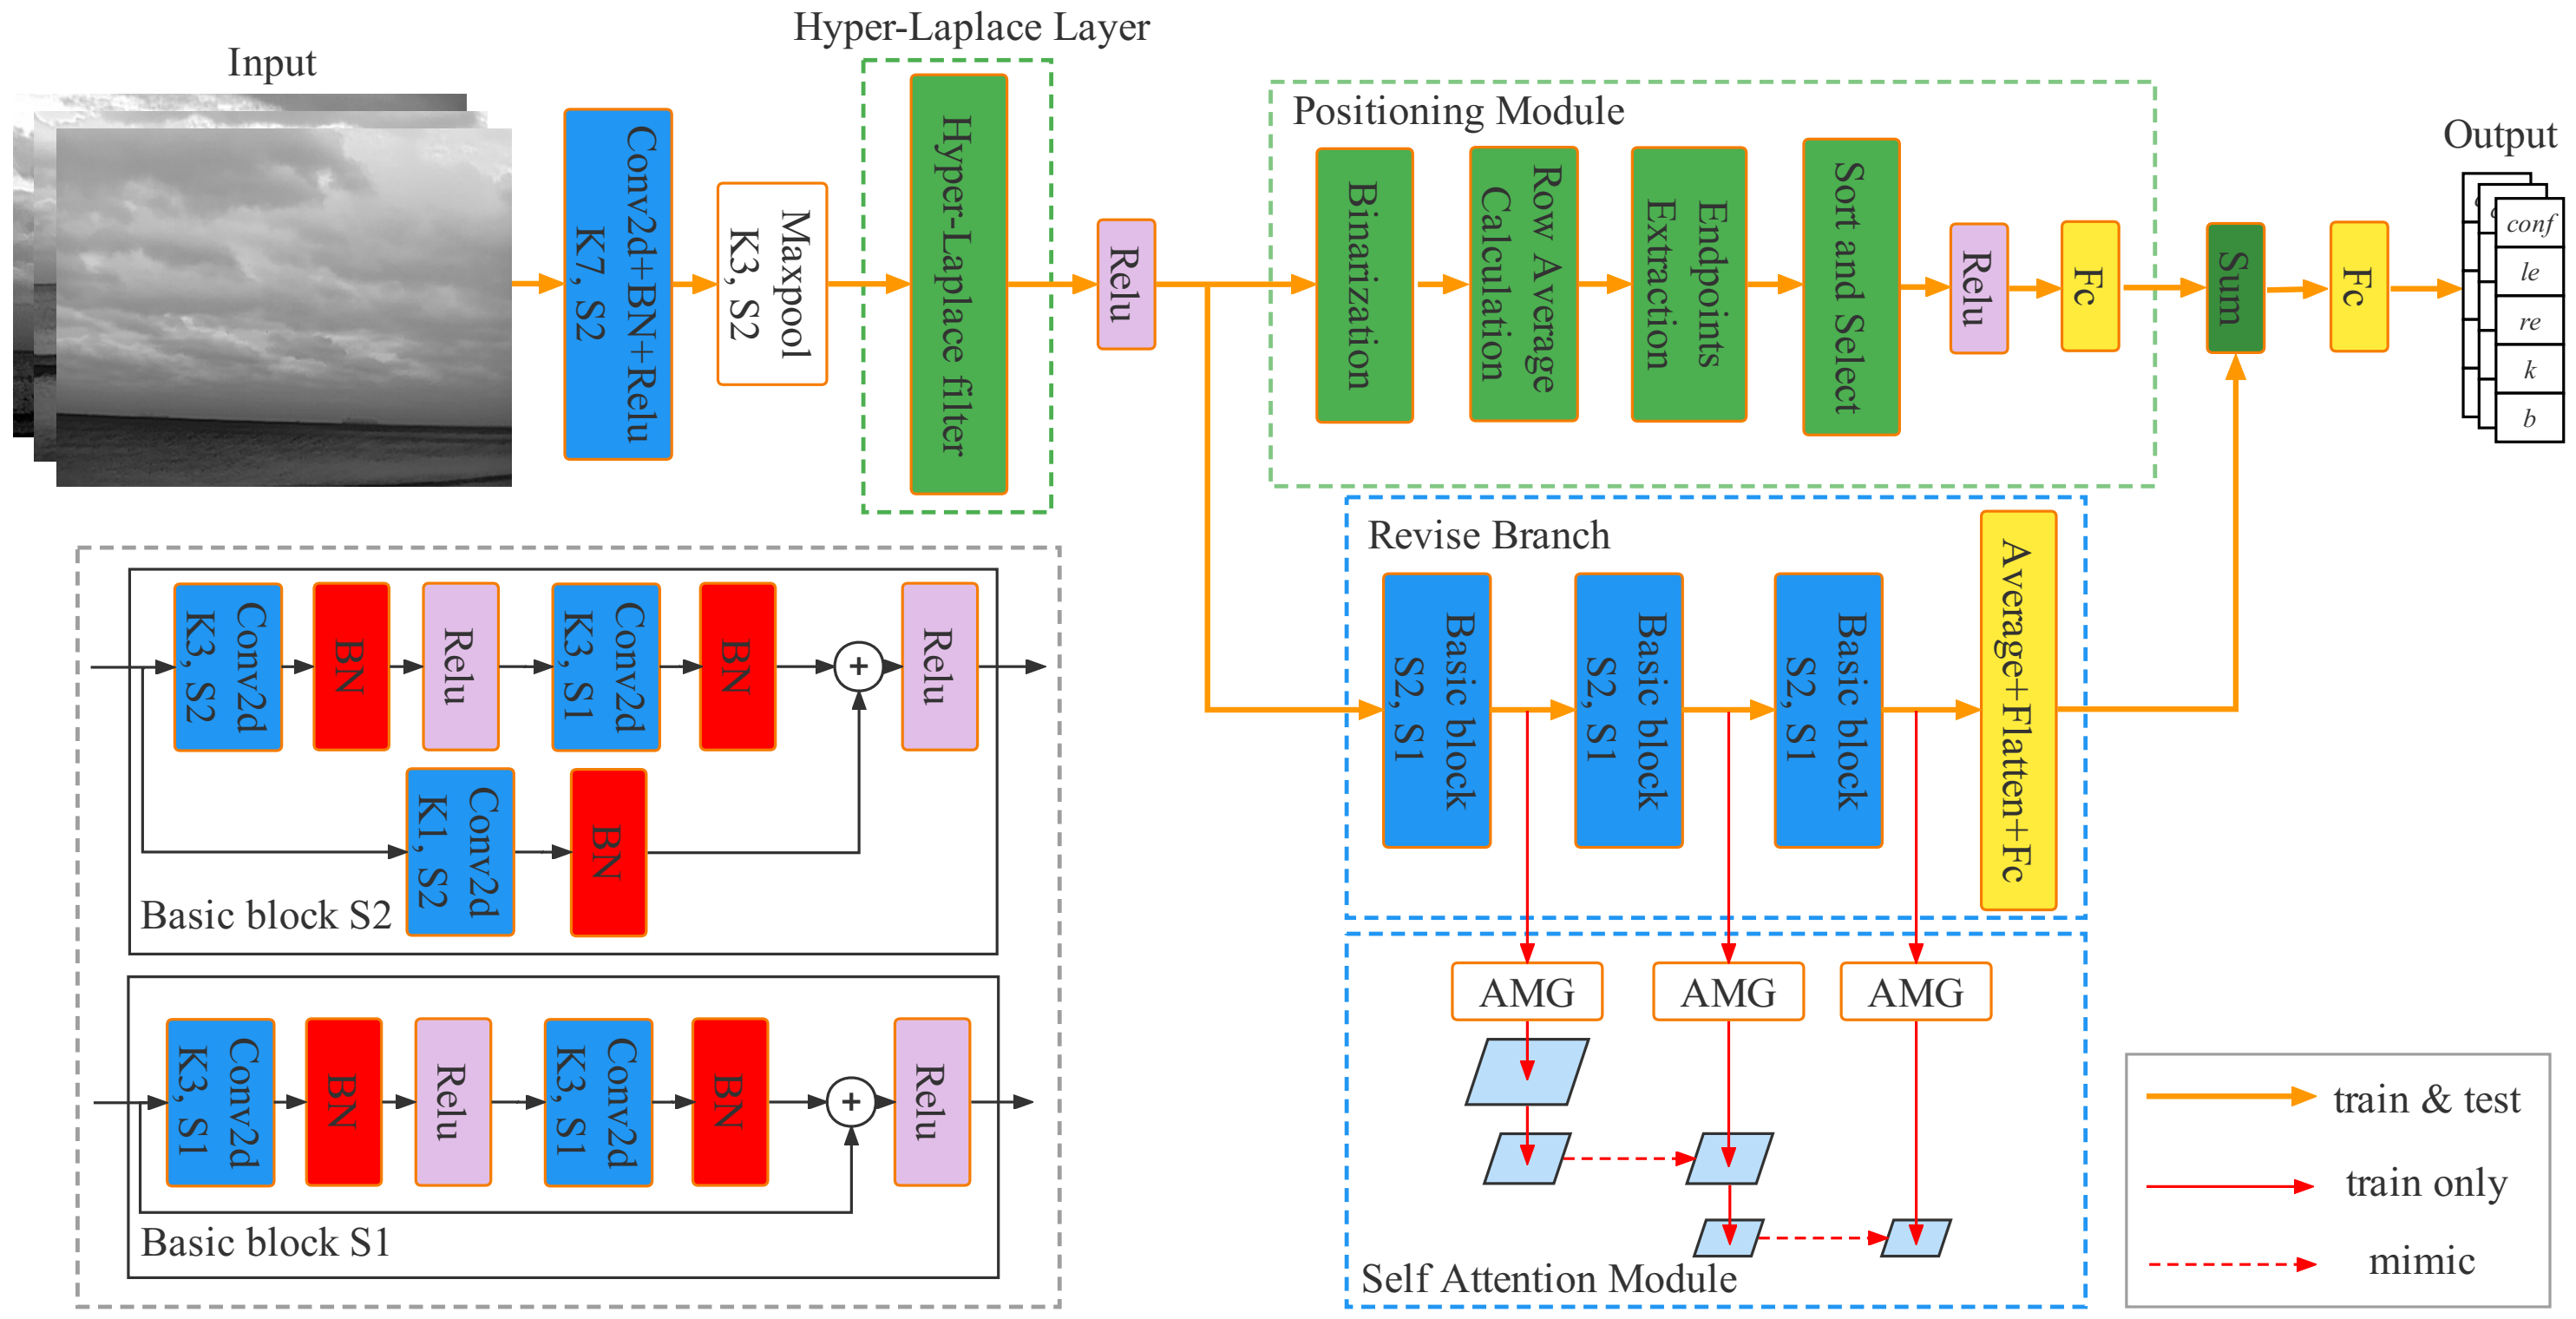 Input
Conv2d+BN+Relu
K7, S2
Maxpool
K3, S2
Hyper-Laplace Layer
Hyper-Laplace filter
Relu
Positioning Module
Binarization
Row Average
Calculation
Endpoints
Extraction
Sort and Select
Relu
Fc
Sum
Fc
Output
conf
le
re
k
b
Revise Branch
Basic block
S2, S1
Basic block
S2, S1
Basic block
S2, S1
Average+Flatten+Fc
AMG
AMG
AMG
Self Attention Module
Conv2d
K3, S2
BN
Relu
Conv2d
K3, S1
BN
Relu
+
Conv2d
K1, S2
BN
Basic block S2
Conv2d
K3, S1
BN
Relu
Conv2d
K3, S1
BN
+
Relu
Basic block S1
train & test
train only
mimic